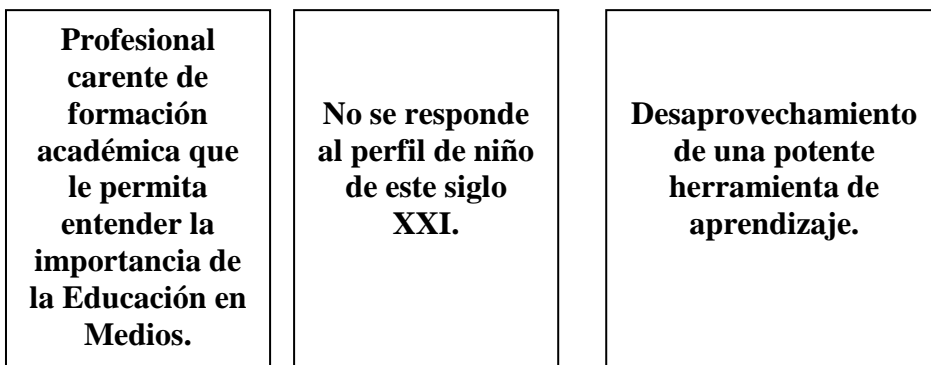 Profesional
carente de
formación
académica que
le permita
entender la
importancia de
la Educación en
Medios.
No se responde
al perfil de niño
de este siglo
XXI.
Desaprovechamiento
de una potente
herramienta de
aprendizaje.